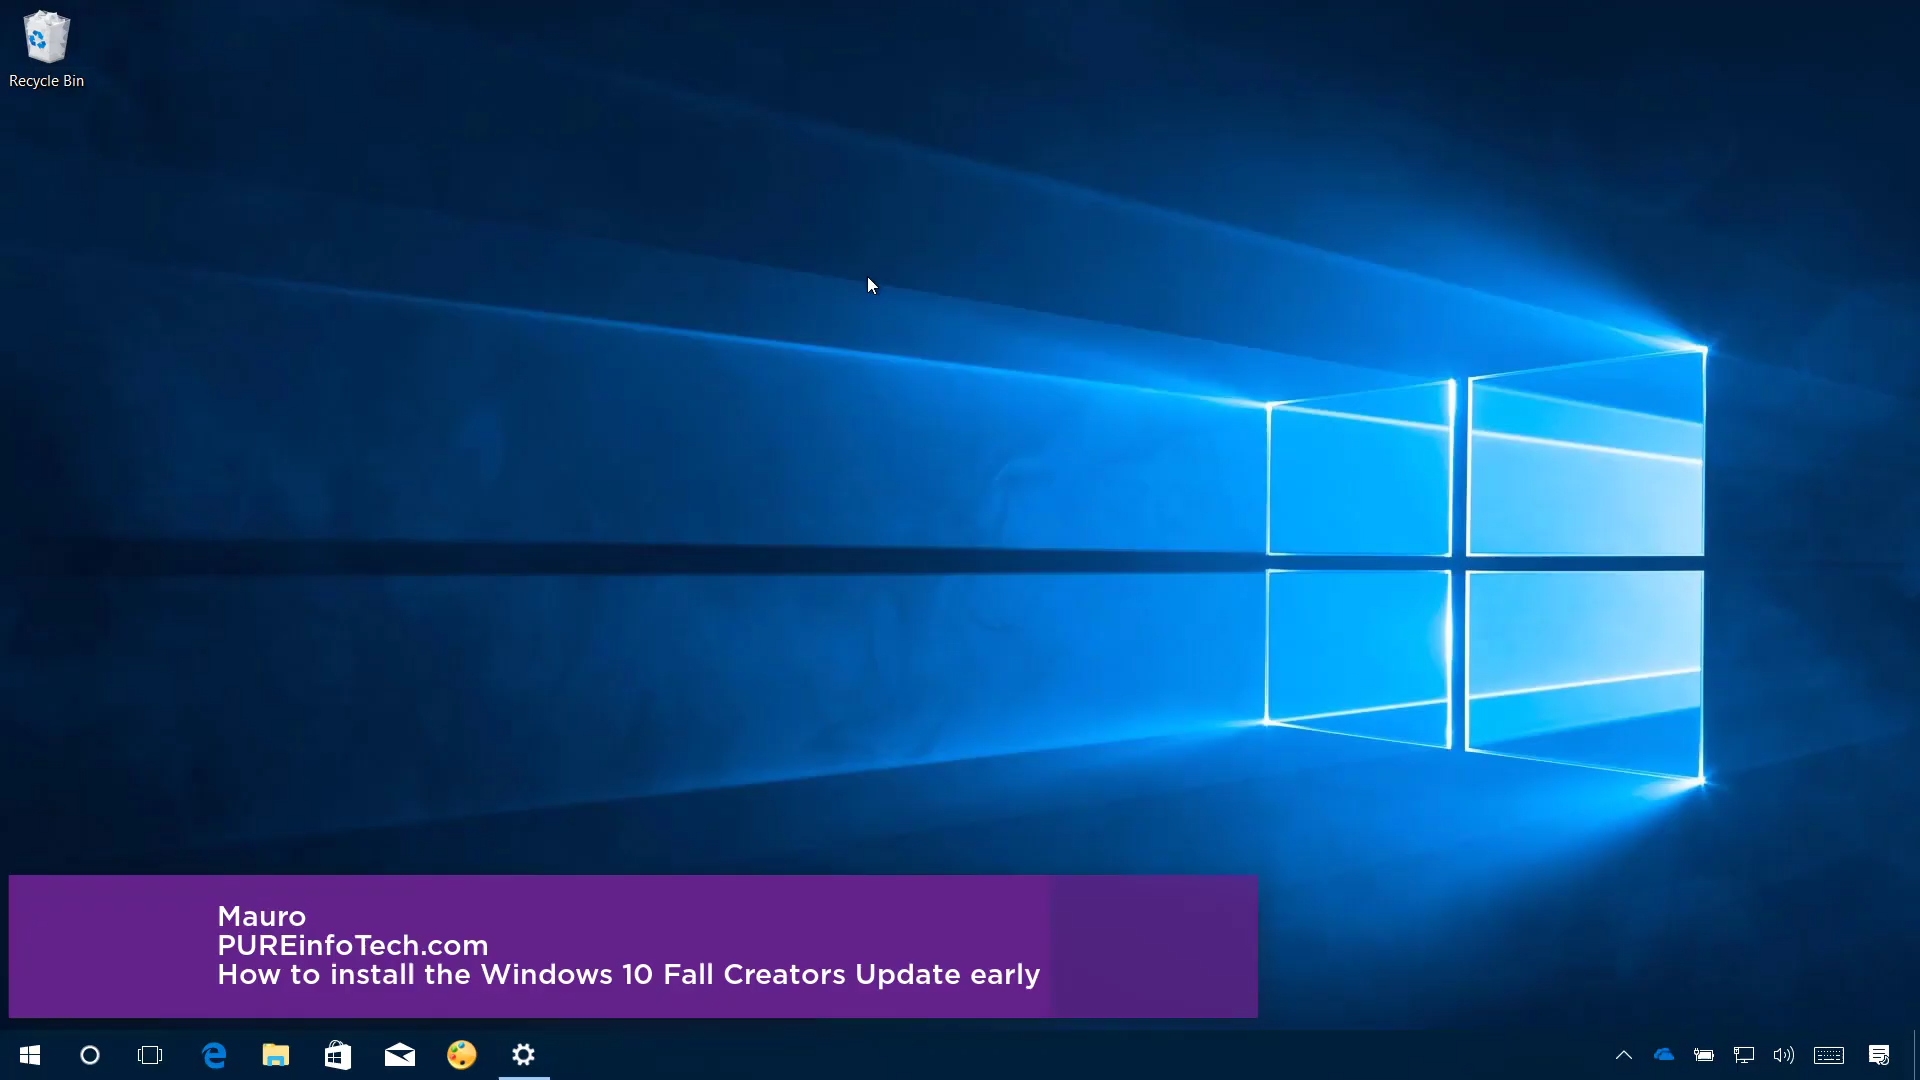 Recycle Bin
Mauro
PUREinfoTech.com
How to install the Windows 10 Fall Creators Update early